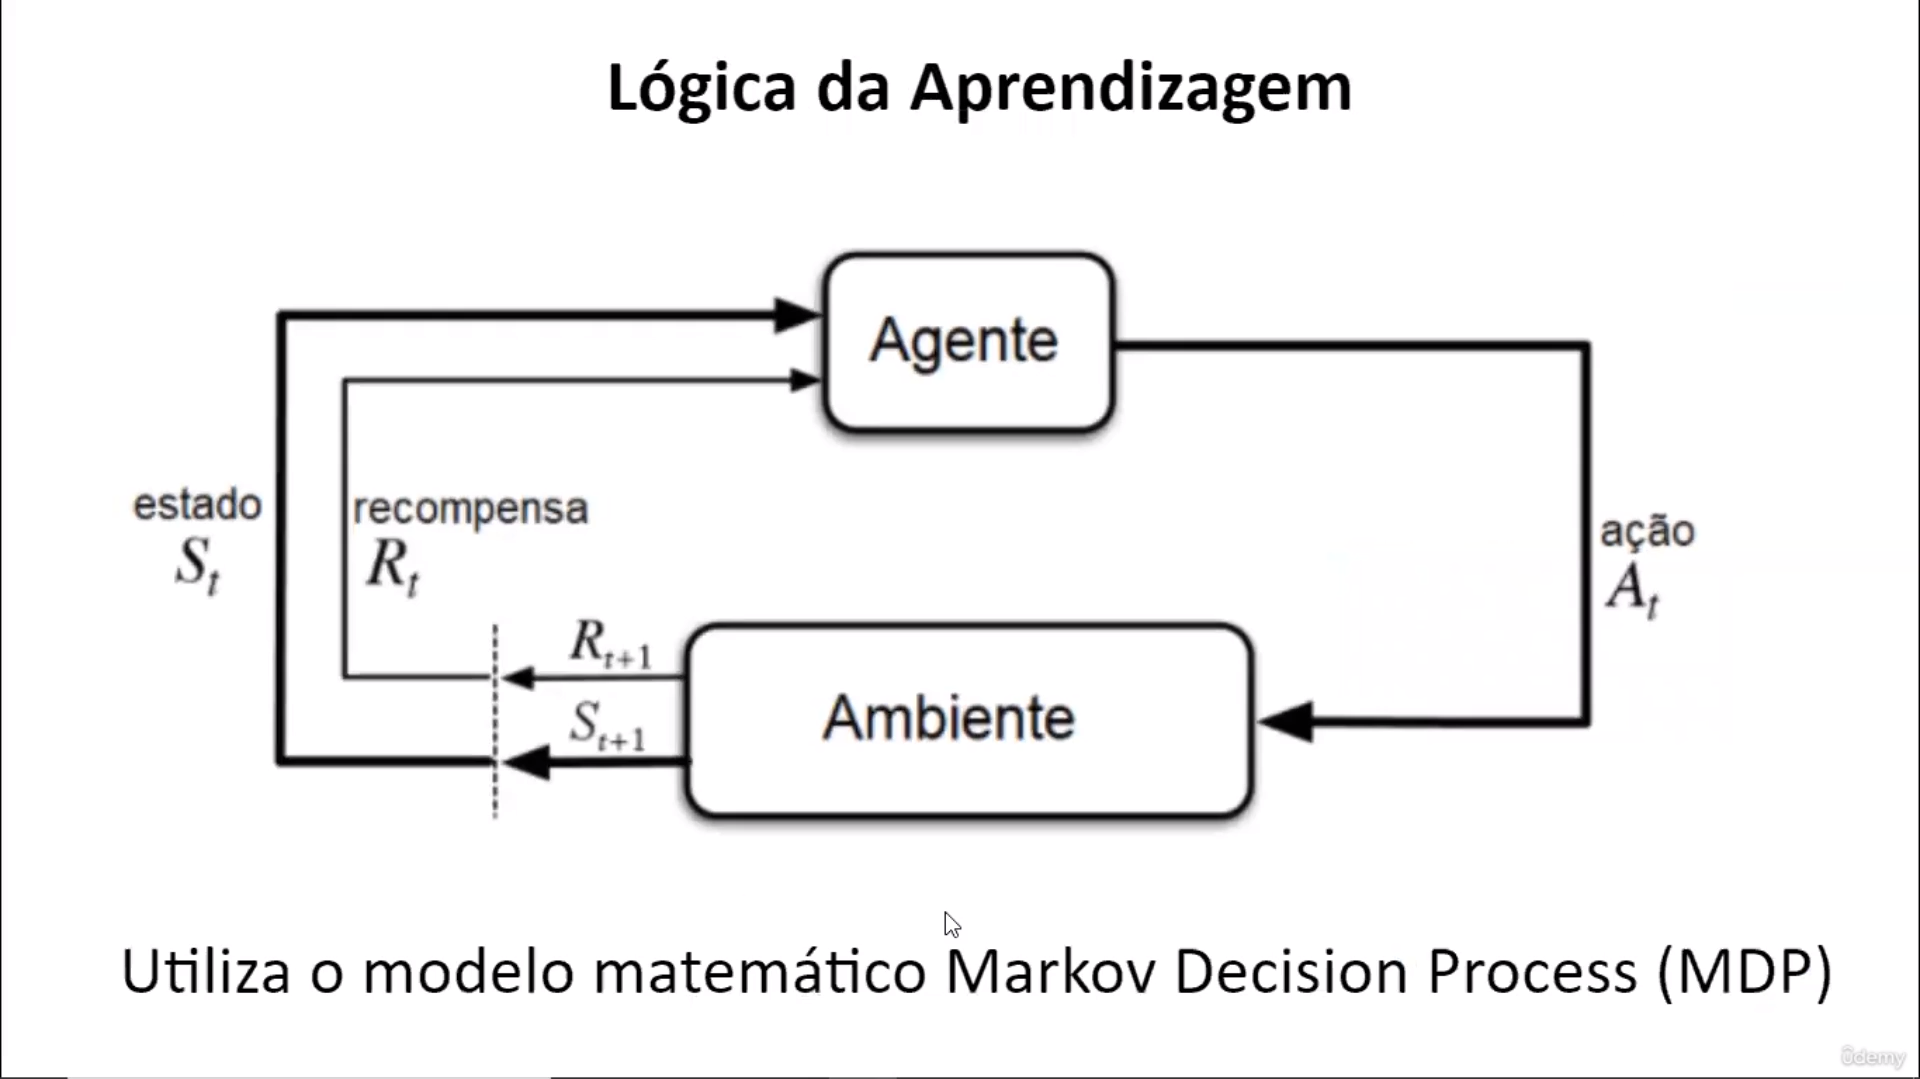 Lógica da Aprendizagem
Agente
estado
S_t
recompensa
R_t
ação
A_t
R_{t+1}
S_{t+1}
Ambiente
Utiliza o modelo matemático Markov Decision Process (MDP)
ûdemy